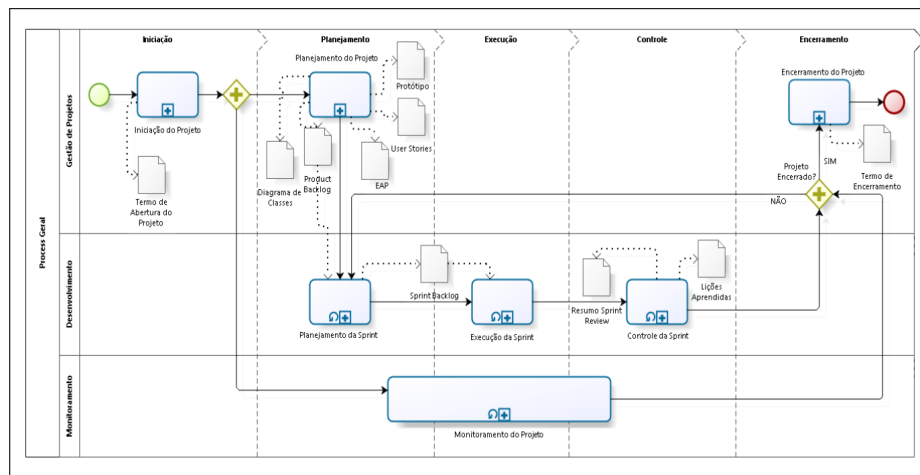 Iniciação
Planejamento
Execução
Controle
Encerramento
Process Geral
Gestão de Projetos
Iniciação do Projeto
Termo de
Abertura do
Projeto
Planejamento do Projeto
Protótipo
User Stories
Diagrama de
Classes
Product
Backlog
EAP
Encerramento do Projeto
Projeto
Encerrado?
SIM
NÃO
Termo de
Encerramento
Desenvolvimento
Planejamento da Sprint
Sprint Backlog
Execução da Sprint
Resumo Sprint
Review
Controle da Sprint
Lições
Aprendidas
Monitoramento
Monitoramento do Projeto